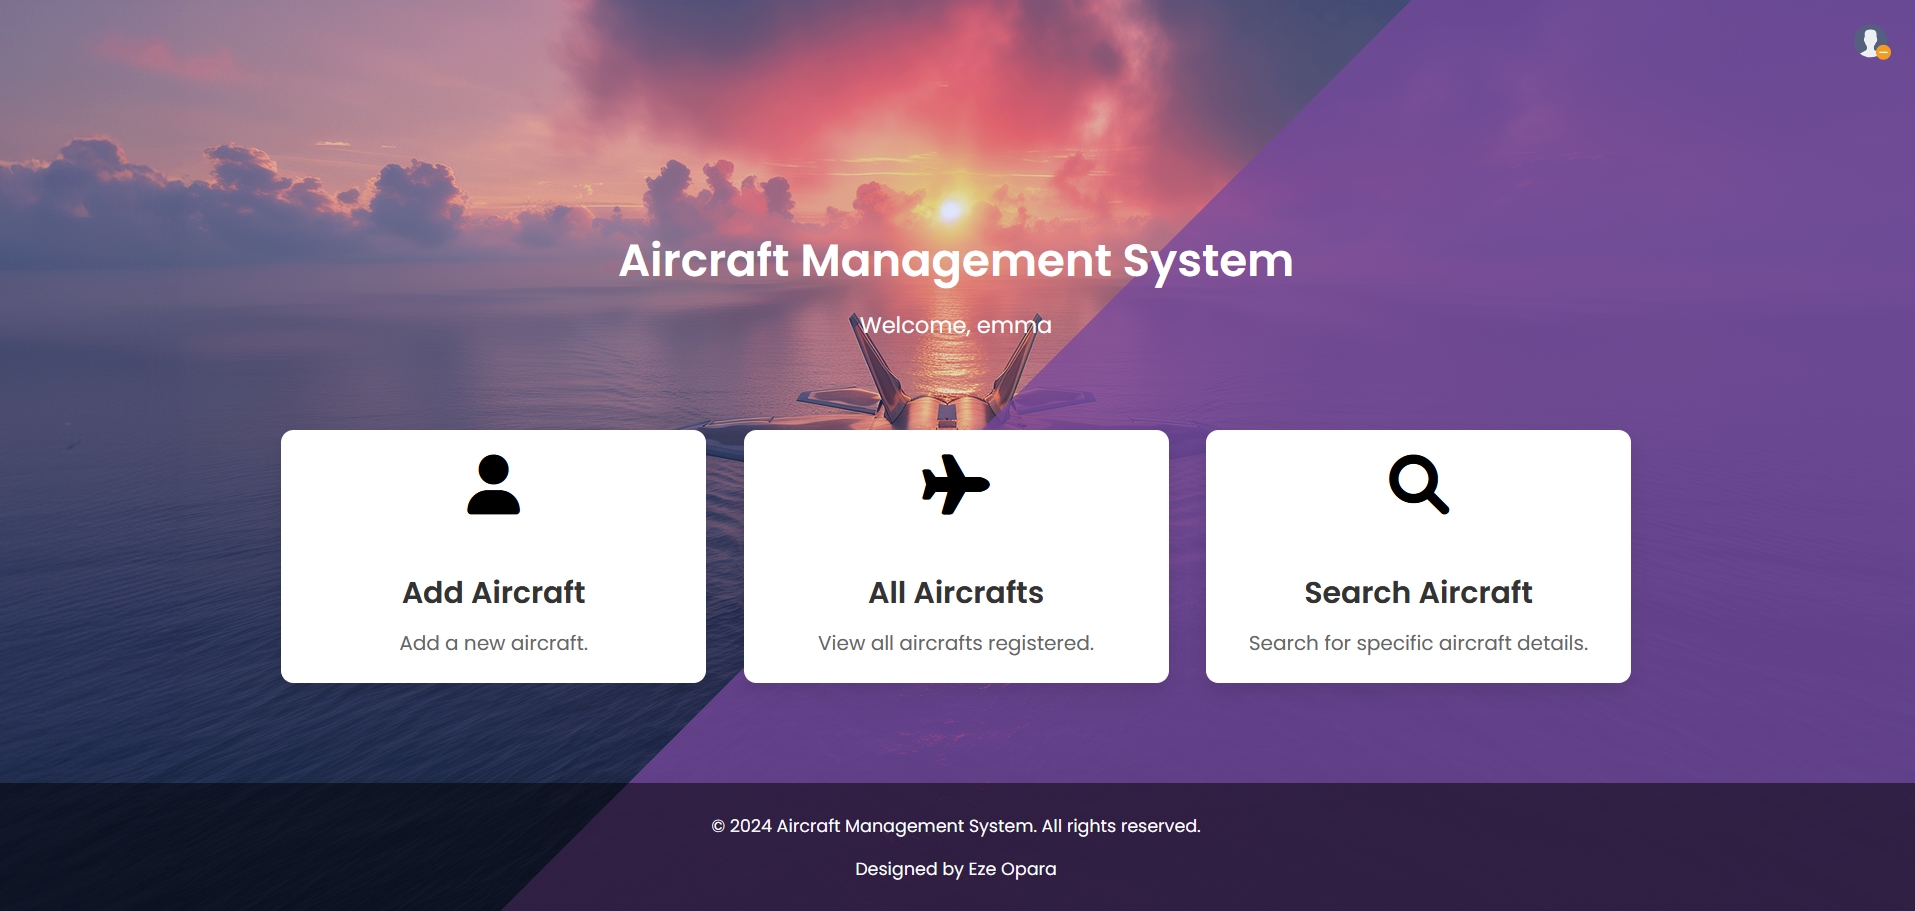 Aircraft Management System
Welcome, emma
Add Aircraft
Add a new aircraft.
All Aircrafts
View all aircrafts registered.
Search Aircraft
Search for specific aircraft details.
© 2024 Aircraft Management System. All rights reserved.
Designed by Eze Opara